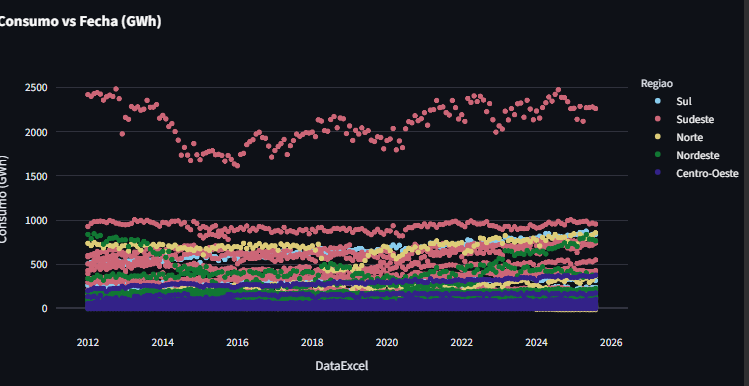 Consumo vs Fecha (GWh)
Regiao
Sul
Sudeste
Norte
Nordeste
Centro-Oeste
Consumo (GWh)
2500
2000
1500
1000
500
0
2012 2014 2016 2018 2020 2022 2024 2026
DataExcel